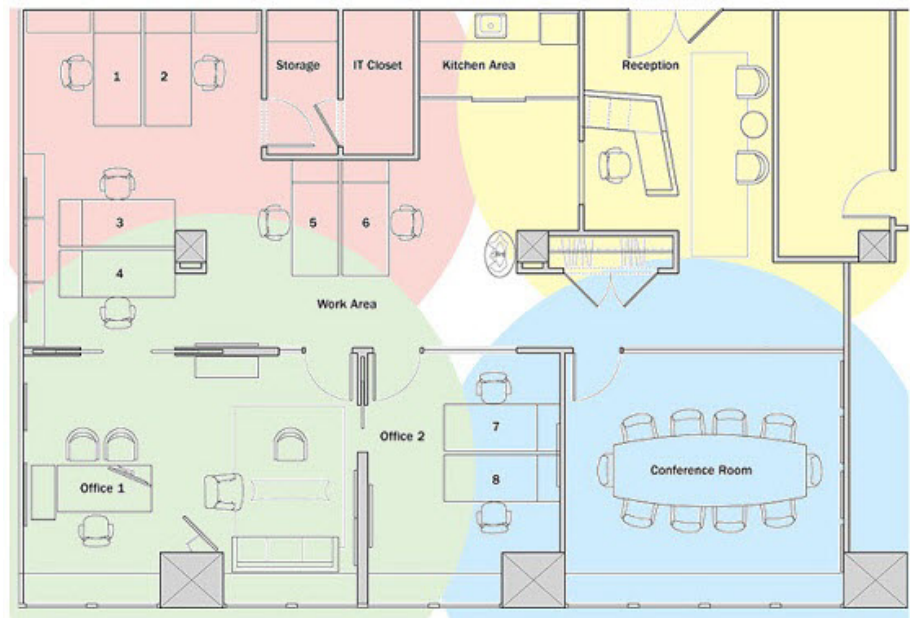 Storage
IT Closet
Kitchen Area
Reception
1
2
3
4
5
6
Work Area
Office 1
Office 2
7
8
Conference Room